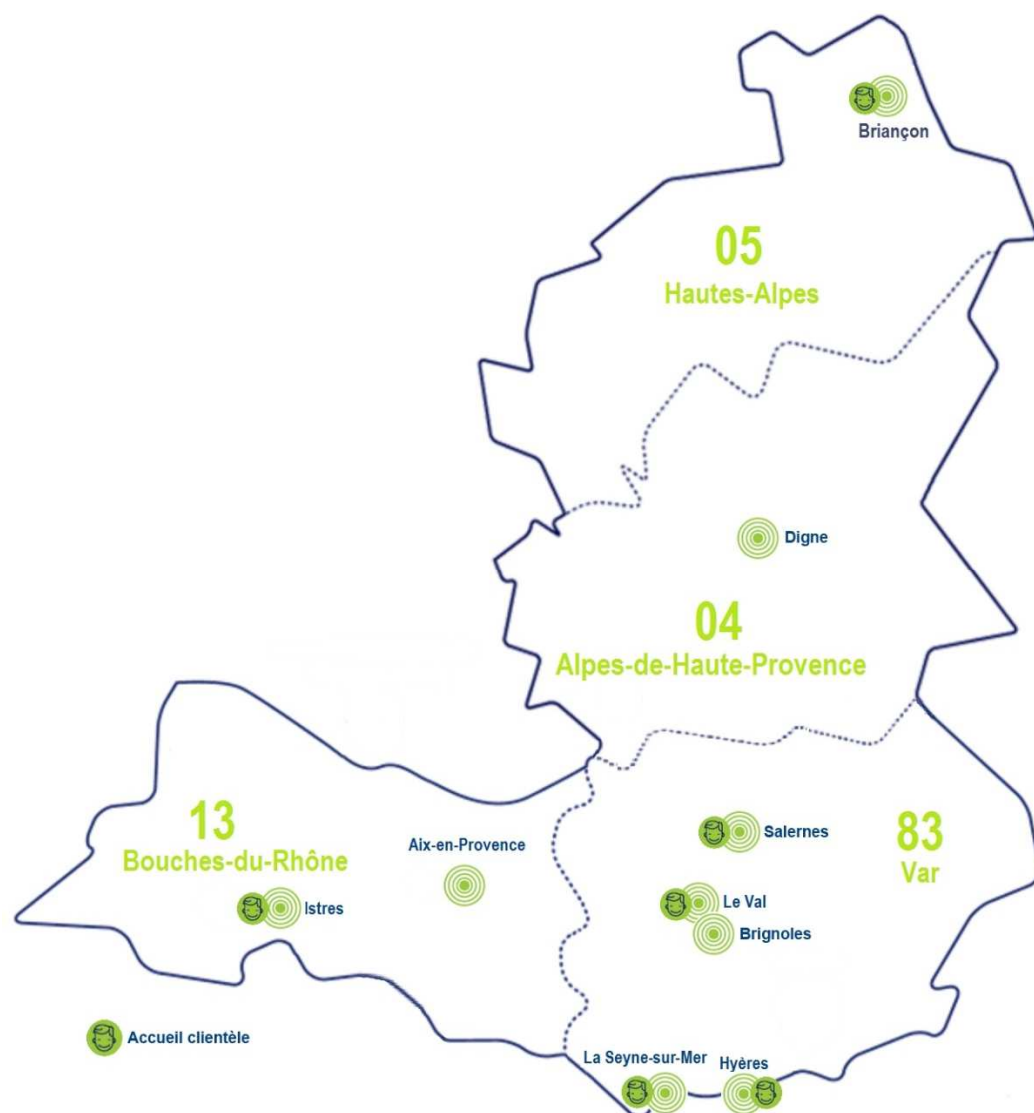 Briançon
05
Hautes-Alpes
Digne
04
Alpes-de-Haute-Provence
13
Bouches-du-Rhône
Aix-en-Provence
Istres
Salernes
83
Var
Le Val
Brignoles
Accueil clientèle
La Seyne-sur-Mer
Hyères